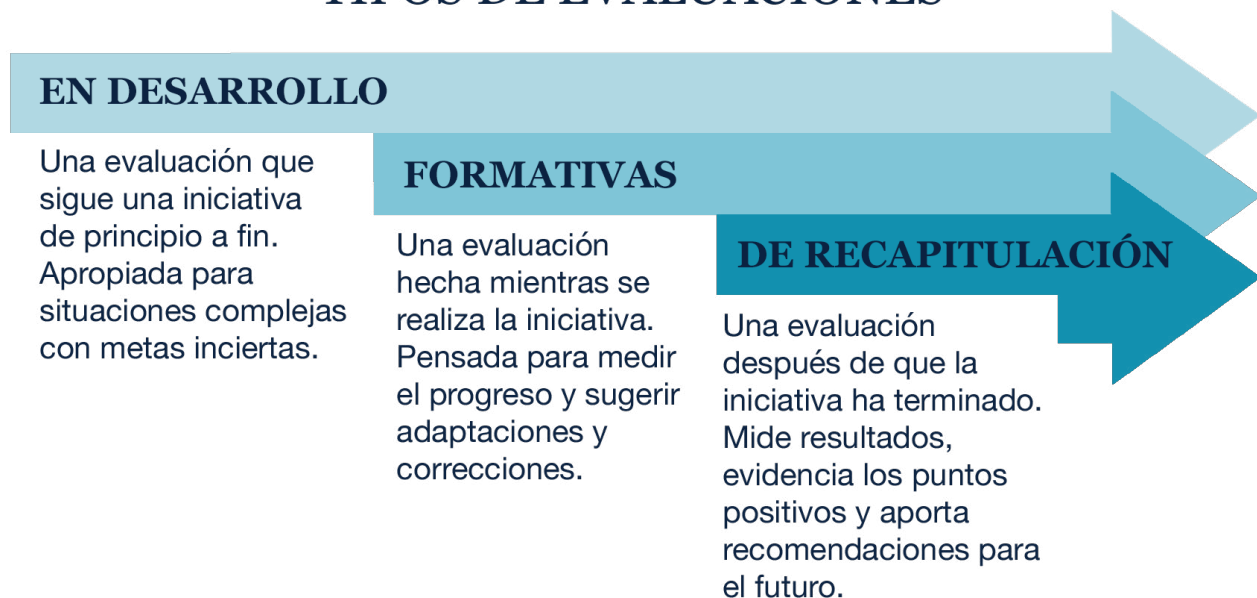 TIPOS DE EVALUACIONES
EN DESARROLLO
Una evaluación que
sigue una iniciativa
de principio a fin.
Apropiada para
situaciones complejas
con metas inciertas.
FORMATIVAS
Una evaluación
hecha mientras se
realiza la iniciativa.
Pensada para medir
el progreso y sugerir
adaptaciones y
correcciones.
DE RECAPITULACIÓN
Una evaluación
después de que la
iniciativa ha terminado.
Mide resultados,
evidencia los puntos
positivos y aporta
recomendaciones para
el futuro.